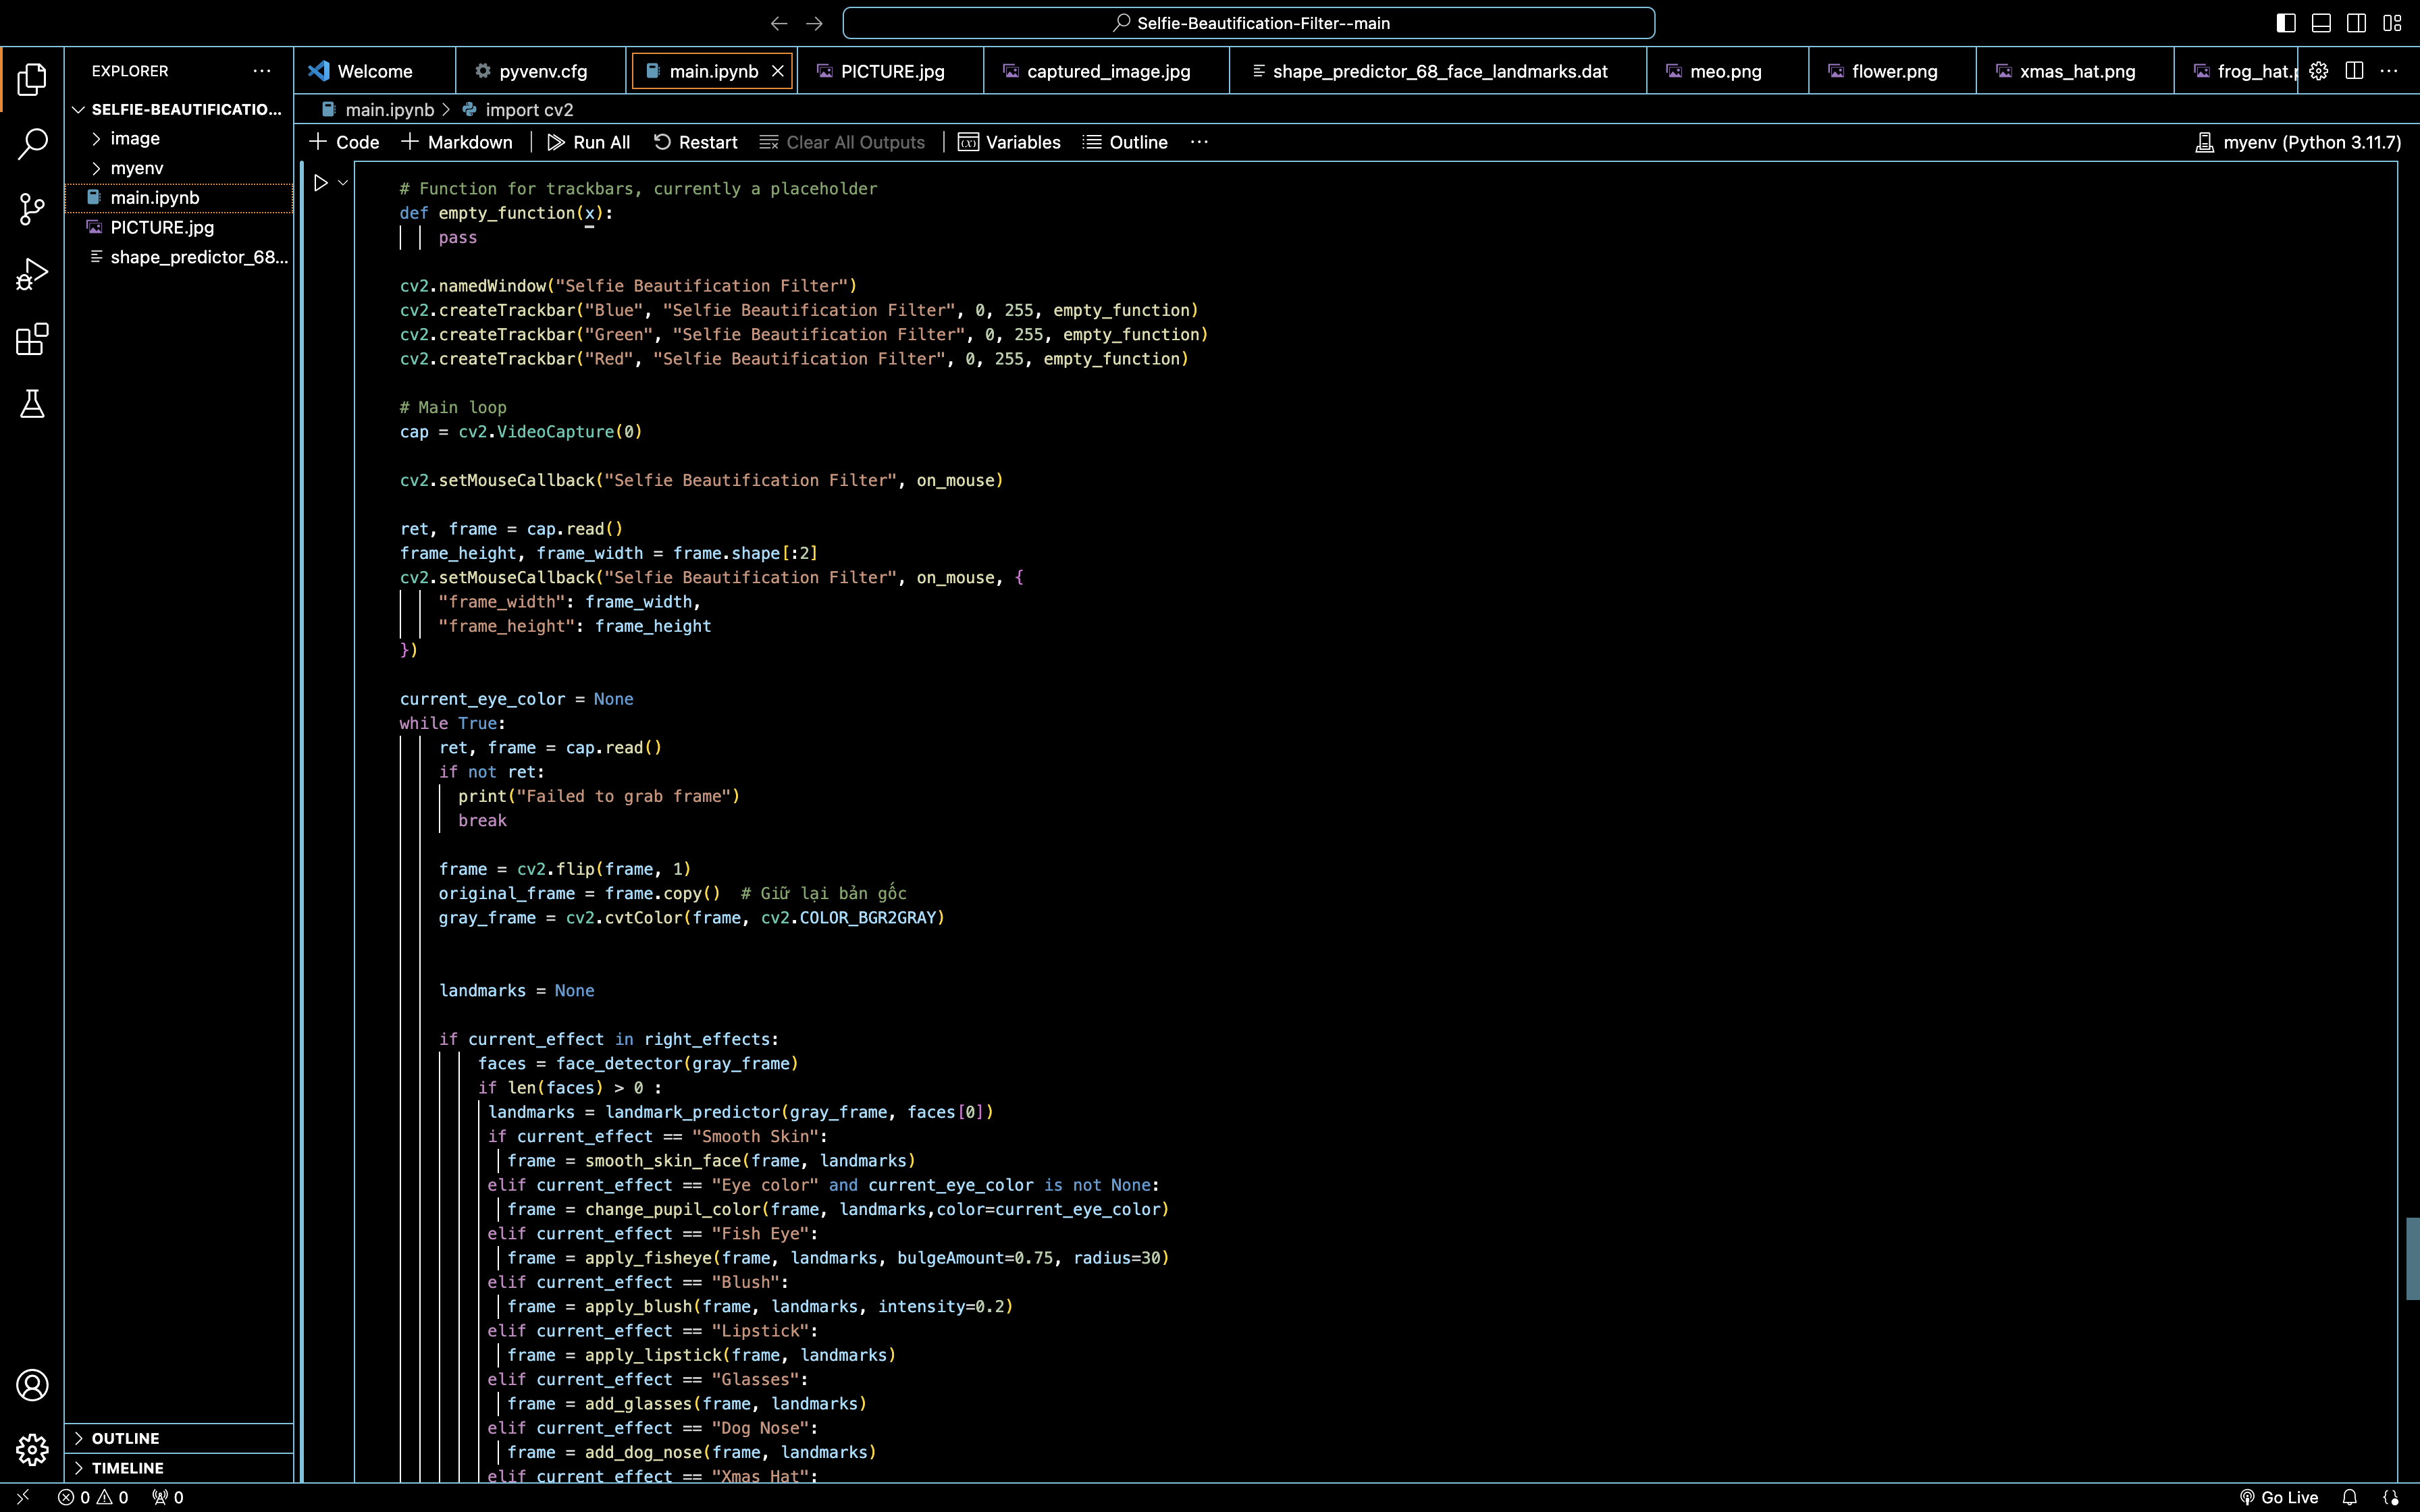 Selfie-Beautification-Filter--main
EXPLORER
SELFIE-BEAUTIFICATIO...
image
myenv
main.ipynb
PICTURE.jpg
shape_predictor_68...
OUTLINE
TIMELINE
Welcome
pyvenv.cfg
main.ipynb
PICTURE.jpg
captured_image.jpg
shape_predictor_68_face_landmarks.dat
meo.png
flower.png
xmas_hat.png
frog_hat.p
main.ipynb > import cv2
+ Code + Markdown Run All Restart Clear All Outputs Variables Outline ...
myenv (Python 3.11.7)
# Function for trackbars, currently a placeholder
def empty_function(x):
pass
cv2.namedWindow("Selfie Beautification Filter")
cv2.createTrackbar("Blue", "Selfie Beautification Filter", 0, 255, empty_function)
cv2.createTrackbar("Green", "Selfie Beautification Filter", 0, 255, empty_function)
cv2.createTrackbar("Red", "Selfie Beautification Filter", 0, 255, empty_function)
# Main loop
cap = cv2.VideoCapture(0)
cv2.setMouseCallback("Selfie Beautification Filter", on_mouse)
ret, frame = cap.read()
frame_height, frame_width = frame.shape[:2]
cv2.setMouseCallback("Selfie Beautification Filter", on_mouse, {
"frame_width": frame_width,
"frame_height": frame_height
})
current_eye_color = None
while True:
ret, frame = cap.read()
if not ret:
print("Failed to grab frame")
break
frame = cv2.flip(frame, 1)
original_frame = frame.copy()  # Giữ lại bản gốc
gray_frame = cv2.cvtColor(frame, cv2.COLOR_BGR2GRAY)
landmarks = None
if current_effect in right_effects:
faces = face_detector(gray_frame)
if len(faces) > 0 :
landmarks = landmark_predictor(gray_frame, faces[0])
if current_effect == "Smooth Skin":
frame = smooth_skin_face(frame, landmarks)
elif current_effect == "Eye color" and current_eye_color is not None:
frame = change_pupil_color(frame, landmarks,color=current_eye_color)
elif current_effect == "Fish Eye":
frame = apply_fisheye(frame, landmarks, bulgeAmount=0.75, radius=30)
elif current_effect == "Blush":
frame = apply_blush(frame, landmarks, intensity=0.2)
elif current_effect == "Lipstick":
frame = apply_lipstick(frame, landmarks)
elif current_effect == "Glasses":
frame = add_glasses(frame, landmarks)
elif current_effect == "Dog Nose":
frame = add_dog_nose(frame, landmarks)
elif current_effect == "Xmas Hat":
0 0 0
Go Live